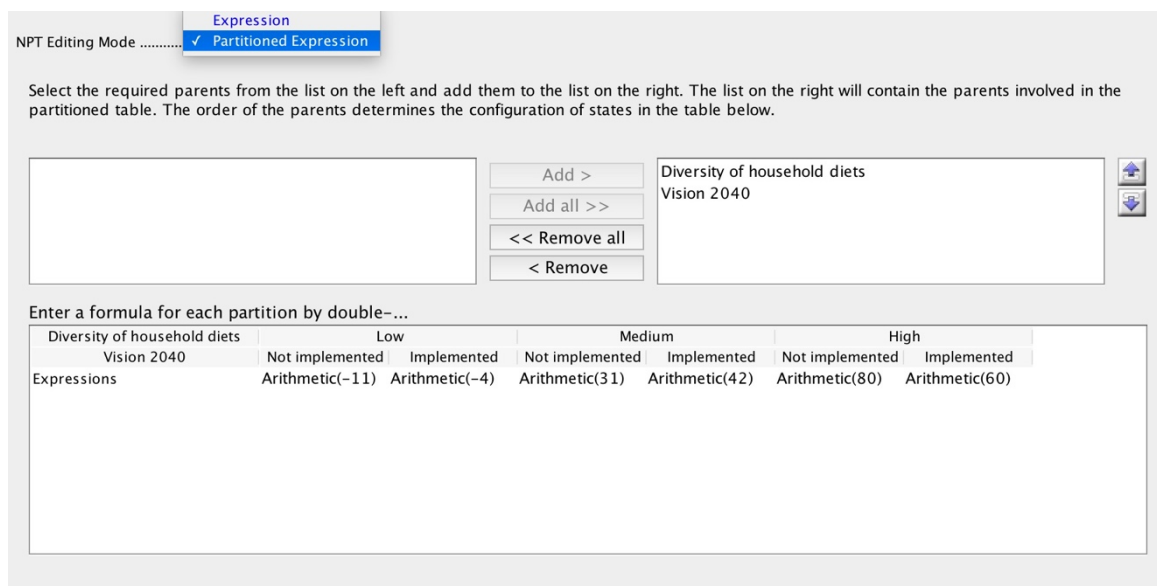 Expression
NPT Editing Mode ........... ✓ Partitioned Expression
Select the required parents from the list on the left and add them to the list on the right. The list on the right will contain the parents involved in the
partitioned table. The order of the parents determines the configuration of states in the table below.
Add >
Add all >>
<< Remove all
< Remove
Diversity of household diets
Vision 2040
Enter a formula for each partition by double-...
Diversity of household diets Low Medium High
Vision 2040 Not implemented Implemented Not implemented Implemented Not implemented Implemented
Expressions Arithmetic(-11) Arithmetic(-4) Arithmetic(31) Arithmetic(42) Arithmetic(80) Arithmetic(60)